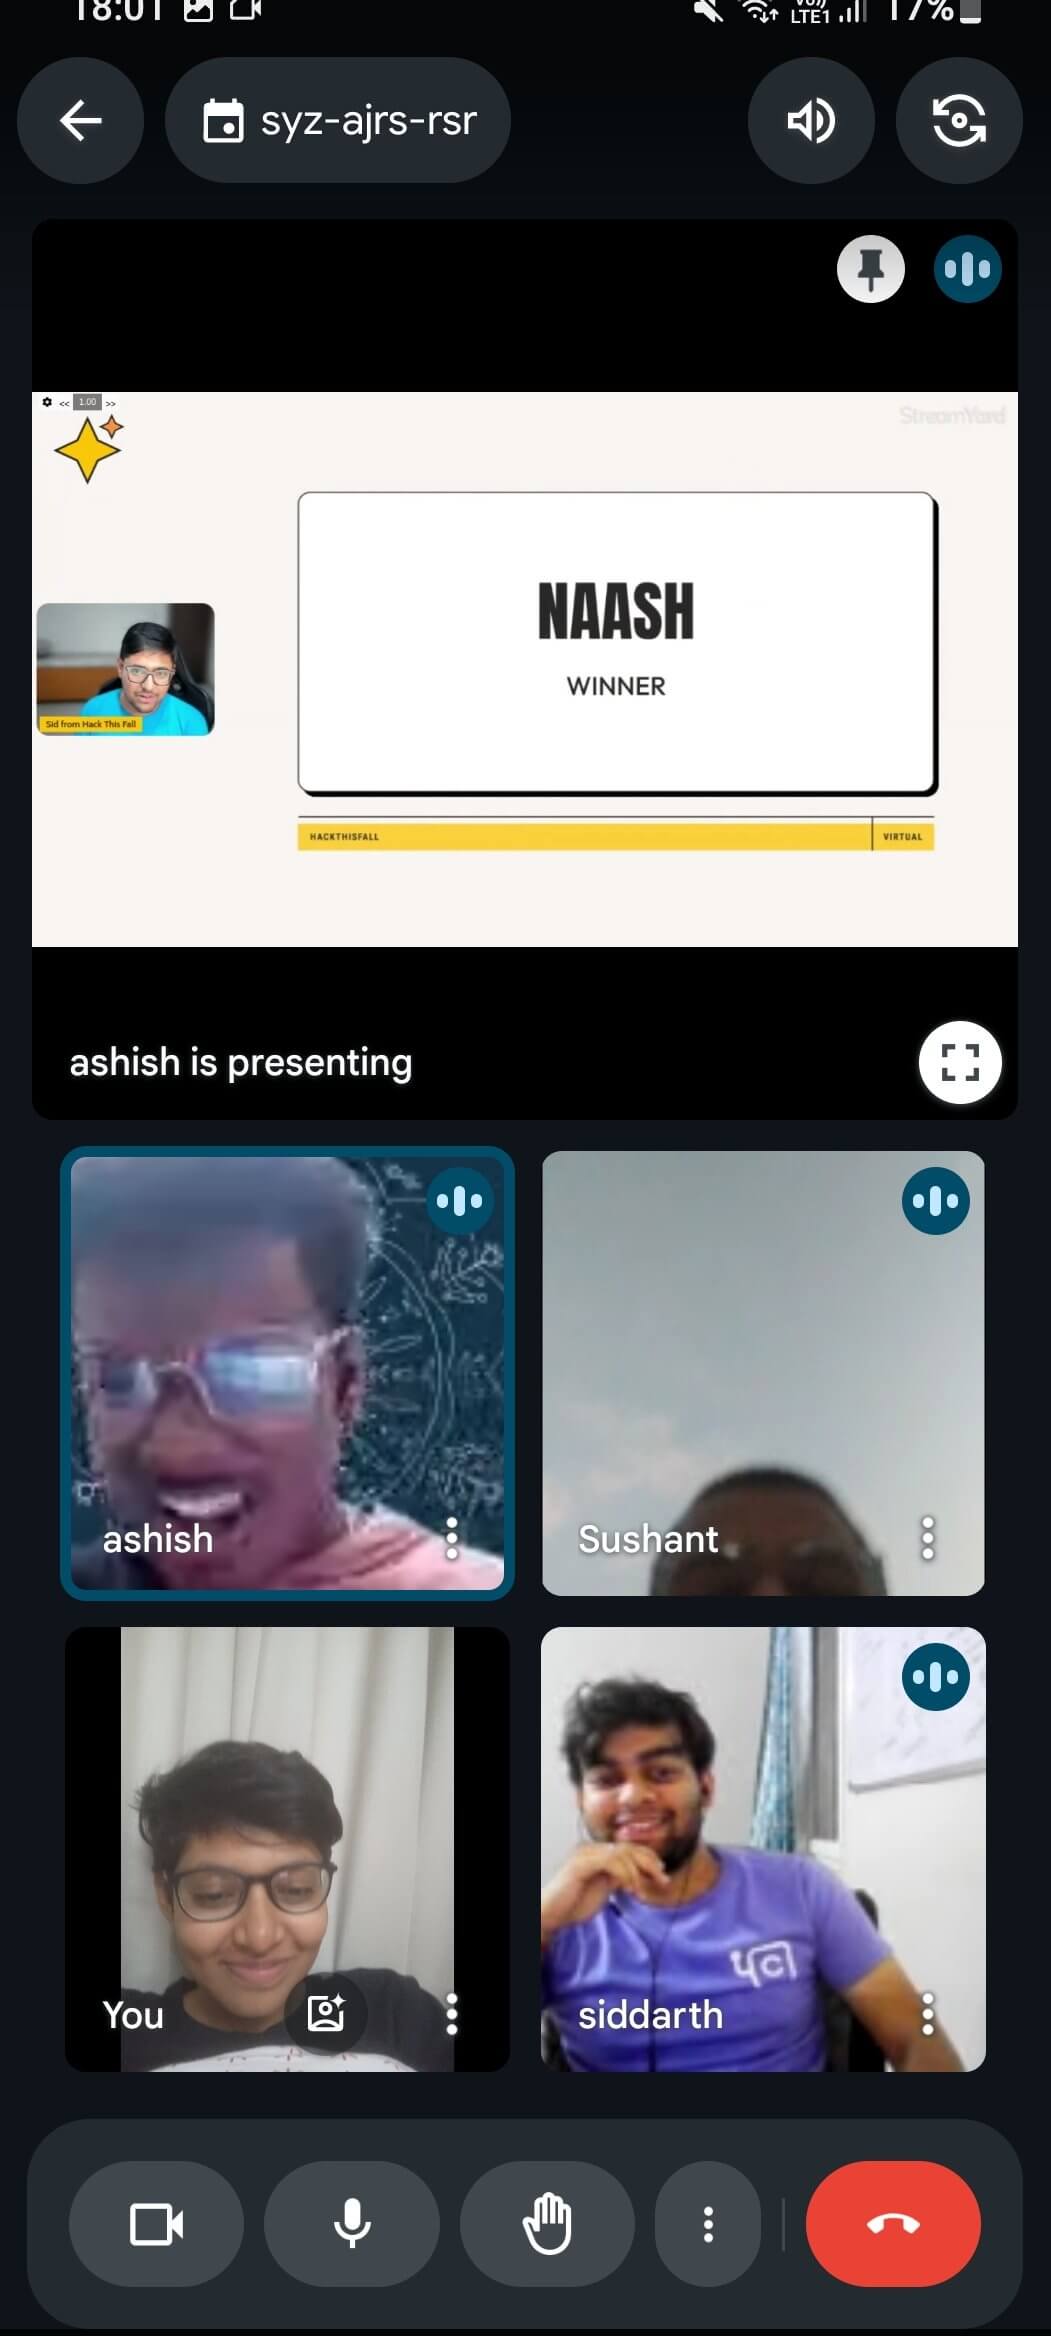 18:01 LTE1 17%
syz-ajrs-rsr
<< 1.00 >>
StreamYard
NAASH
WINNER
Sid from Hack This Fall
HACKTHISFALL VIRTUAL
ashish is presenting
ashish
Sushant
You
siddarth